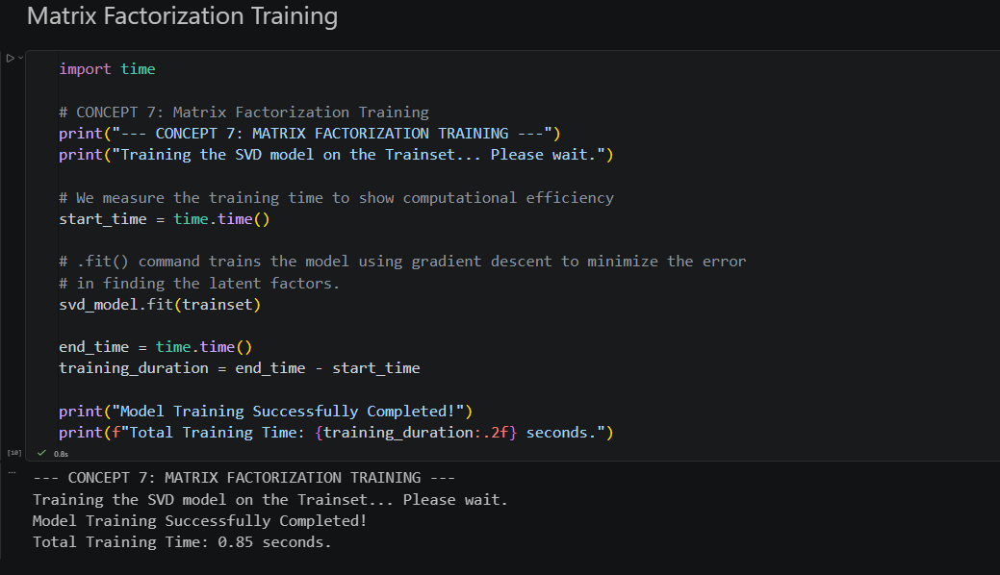 Matrix Factorization Training
import time
# CONCEPT 7: Matrix Factorization Training
print("--- CONCEPT 7: MATRIX FACTORIZATION TRAINING ---")
print("Training the SVD model on the Trainset... Please wait.")
# We measure the training time to show computational efficiency
start_time = time.time()
# .fit() command trains the model using gradient descent to minimize the error
# in finding the latent factors.
svd_model.fit(trainset)
end_time = time.time()
training_duration = end_time - start_time
print("Model Training Successfully Completed!")
print(f"Total Training Time: {training_duration:.2f} seconds.")
[10]
0.8s
--- CONCEPT 7: MATRIX FACTORIZATION TRAINING ---
Training the SVD model on the Trainset... Please wait.
Model Training Successfully Completed!
Total Training Time: 0.85 seconds.